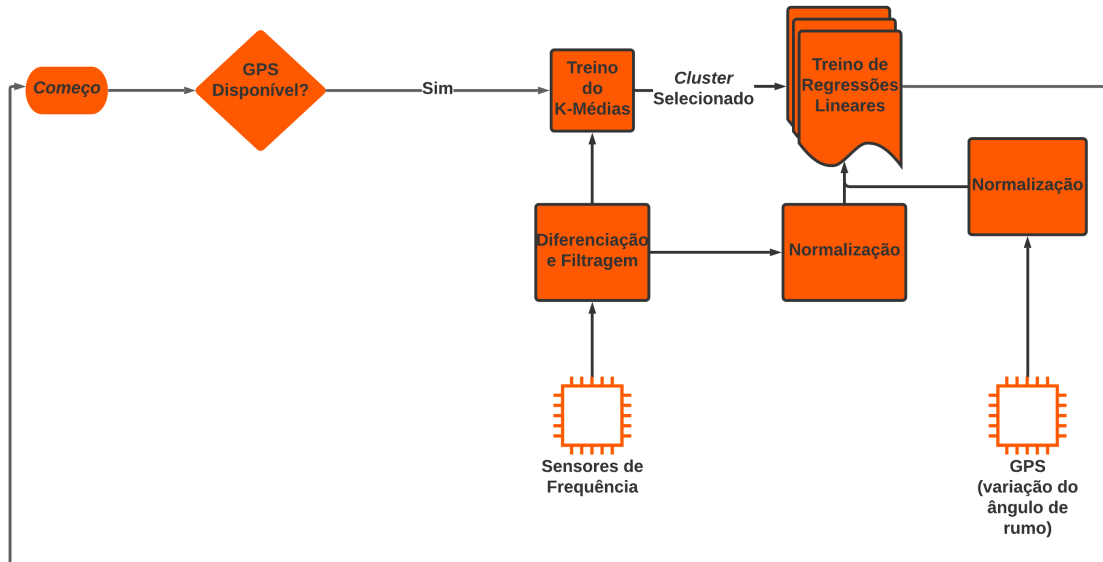 Começo
GPS
Disponível?
Sim
Treino
do
K-Médias
Cluster
Selecionado
Treino de
Regressões
Lineares
Normalização
Diferenciação
e Filtragem
Normalização
Sensores de
Frequência
GPS
(variação do
ângulo de
rumo)